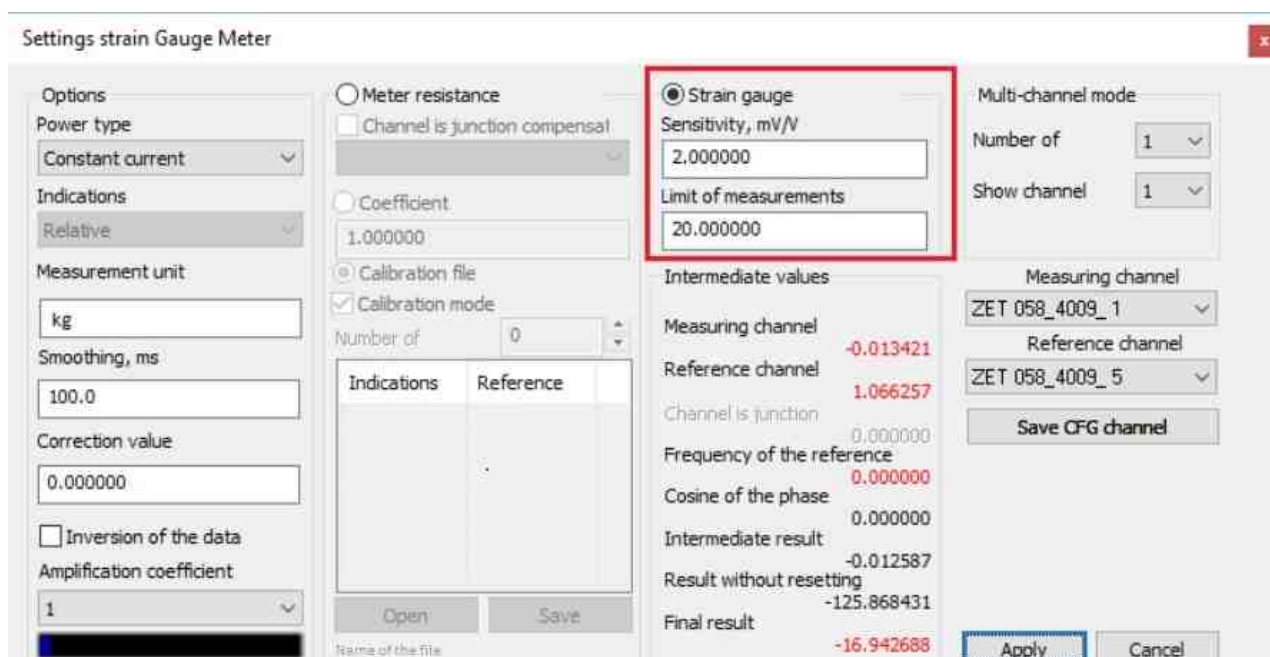 Settings strain Gauge Meter
x
Options
Power type
Constant current
Indications
Relative
Measurement unit
kg
Smoothing, ms
100.0
Correction value
0.000000
Inversion of the data
Amplification coefficient
1
Meter resistance
Channel is junction compensat
Coefficient
1.000000
Calibration file
Calibration mode
Number of
0
Indications Reference
Open Save
Name of the file
Strain gauge
Sensitivity, mV/V
2.000000
Limit of measurements
20.000000
Intermediate values
Measuring channel
-0.013421
Reference channel
1.066257
Channel is junction
0.000000
Frequency of the reference
0.000000
Cosine of the phase
0.000000
Intermediate result
-0.012587
Result without resetting
-125.868431
Final result
-16.942688
Multi-channel mode
Number of 1
Show channel 1
Measuring channel
ZET 058_4009_ 1
Reference channel
ZET 058_4009_ 5
Save CFG channel
Apply Cancel